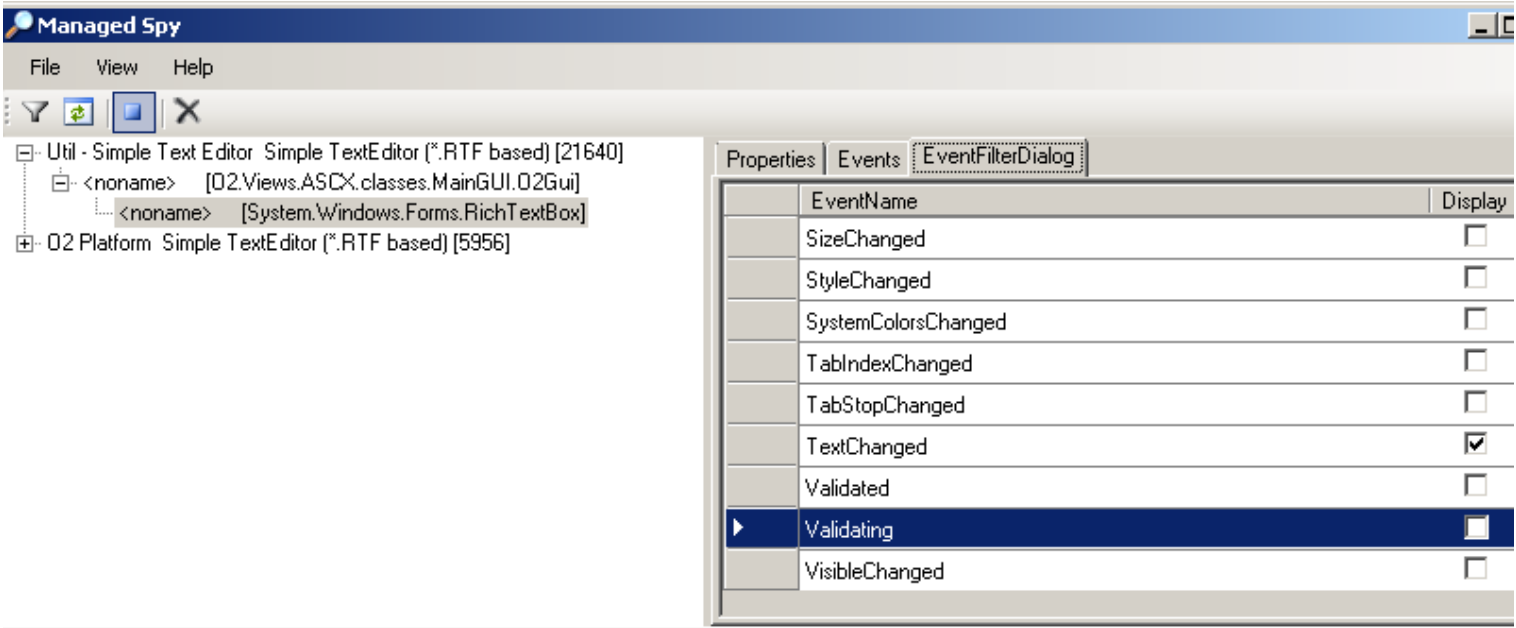 Managed Spy
File View Help
Util - Simple Text Editor Simple TextEditor (*.RTF based) [21640]
<noname> [O2.Views.ASCX.classes.MainGUI.O2Gui]
<noname> [System.Windows.Forms.RichTextBox]
O2 Platform Simple TextEditor (*.RTF based) [5956]
Properties Events EventFilterDialog
EventName Display
SizeChanged
StyleChanged
SystemColorsChanged
TabIndexChanged
TabStopChanged
TextChanged
Validated
Validating
VisibleChanged